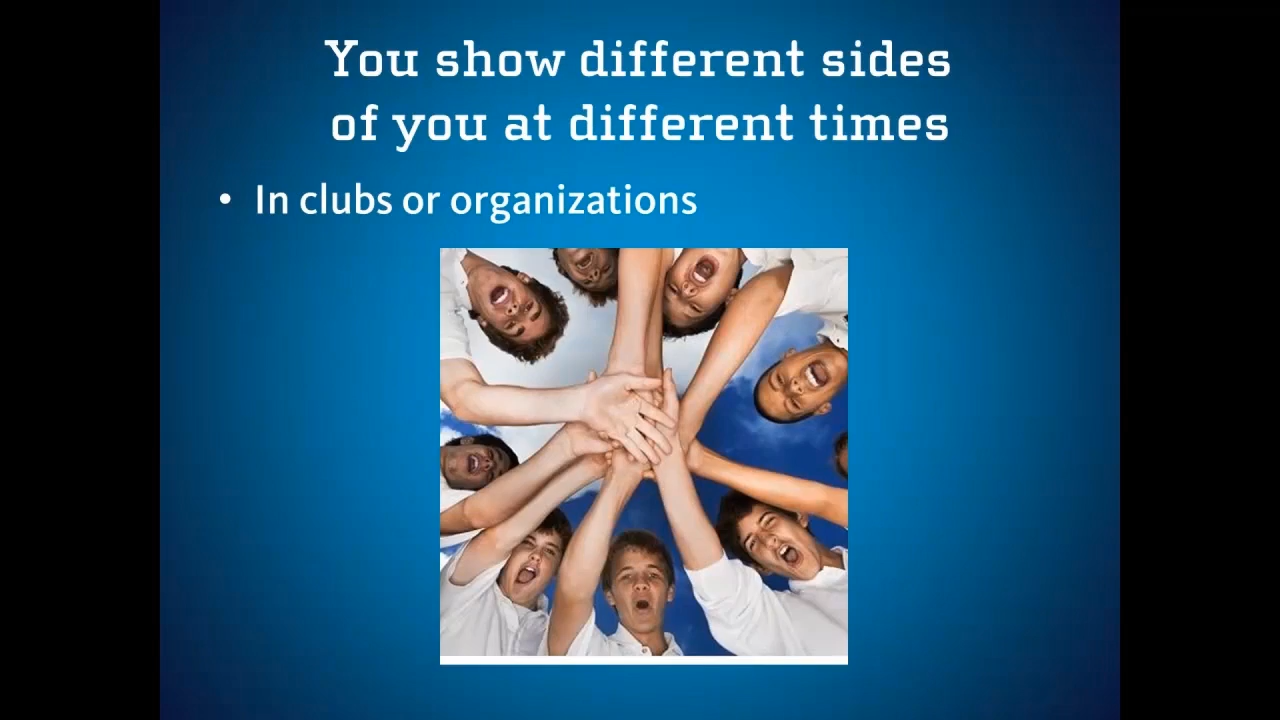 You show different sides
of you at different times
• In clubs or organizations